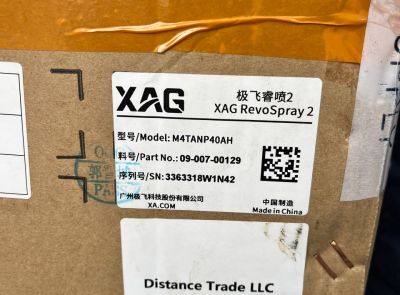 XAG
极飞睿喷2
XAG RevoSpray 2
型号/Model: M4TANP40AH
料号/Part No.: 09-007-00129
序列号/SN: 3363318W1N42
广州极飞科技股份有限公司
XA.COM
中国制造
Made in China
Distance Trade LLC